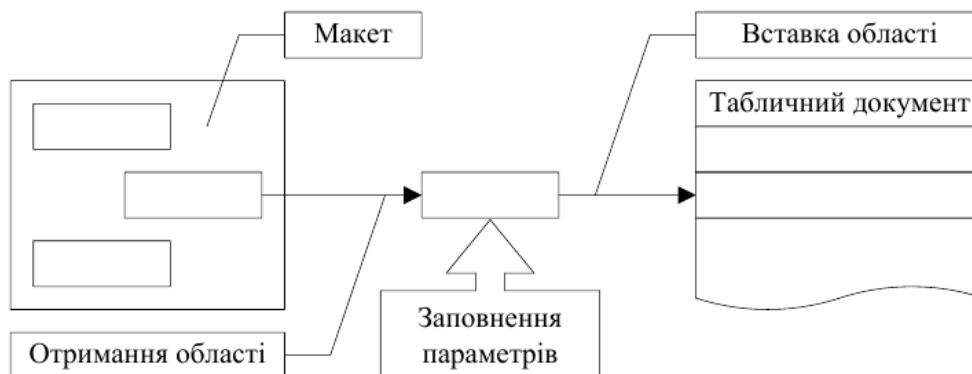 Макет
Вставка області
Табличний документ
Отримання області
Заповнення
параметрів